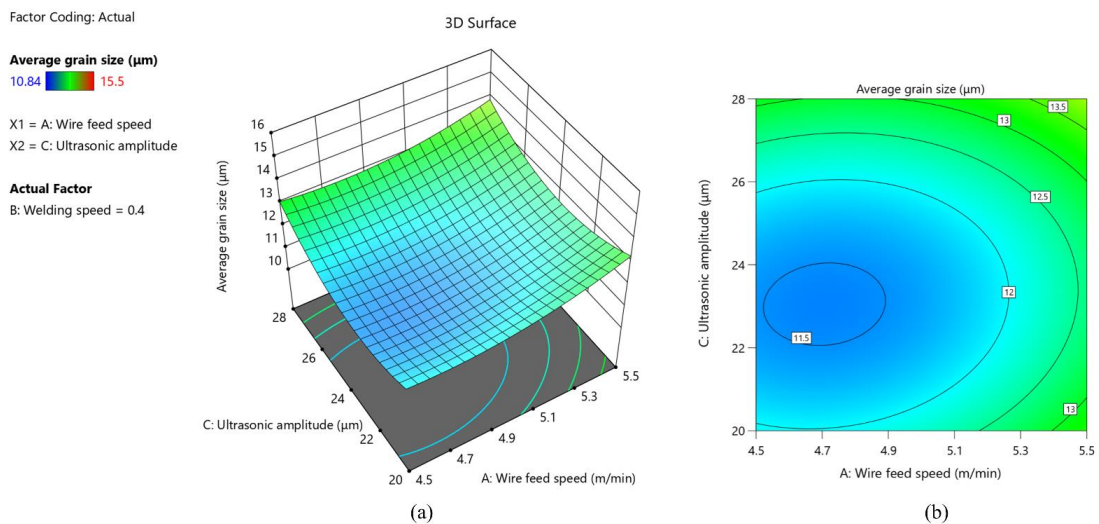 Factor Coding: Actual
Average grain size (μm)
10.84 15.5
X1 = A: Wire feed speed
X2 = C: Ultrasonic amplitude
Actual Factor
B: Welding speed = 0.4
3D Surface
Average grain size (μm)
16
15
14
13
12
11
10
28
26
24
22
20
C: Ultrasonic amplitude (μm)
4.5
4.7
4.9
5.1
5.3
5.5
A: Wire feed speed (m/min)
(a)
Average grain size (μm)
C: Ultrasonic amplitude (μm)
28
26
24
22
20
13.5
13
12.5
12
11.5
13
4.5 4.7 4.9 5.1 5.3 5.5
A: Wire feed speed (m/min)
(b)